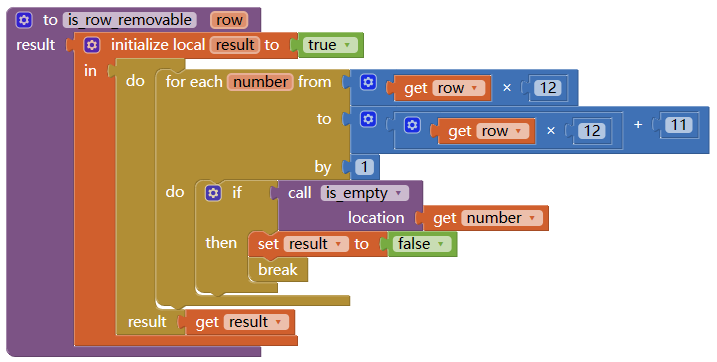 to is_row_removable row
result initialize local result to true
in do for each number from get row × 12
to get row × 12 + 11
by 1
do if call is_empty
location get number
then set result to false
break
result get result